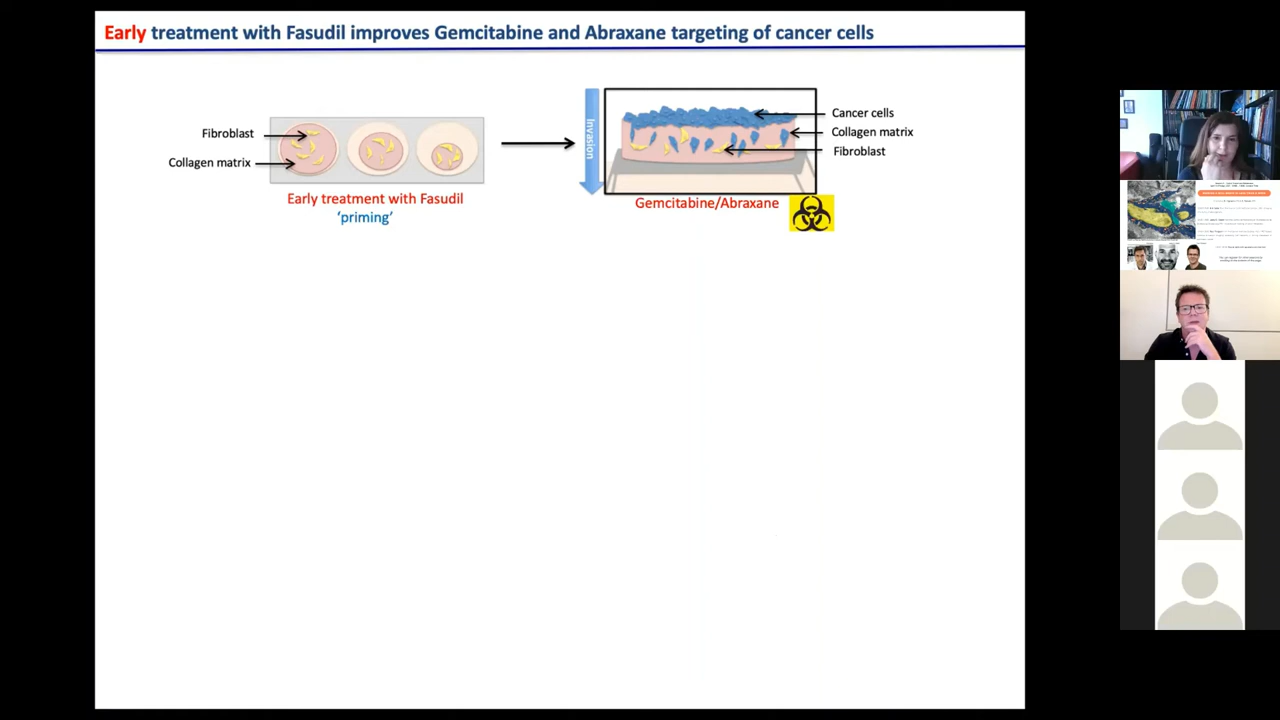 Early treatment with Fasudil improves Gemcitabine and Abraxane targeting of cancer cells
Fibroblast
Collagen matrix
Early treatment with Fasudil
'priming'
Invasion
Cancer cells
Collagen matrix
Fibroblast
Gemcitabine/Abraxane